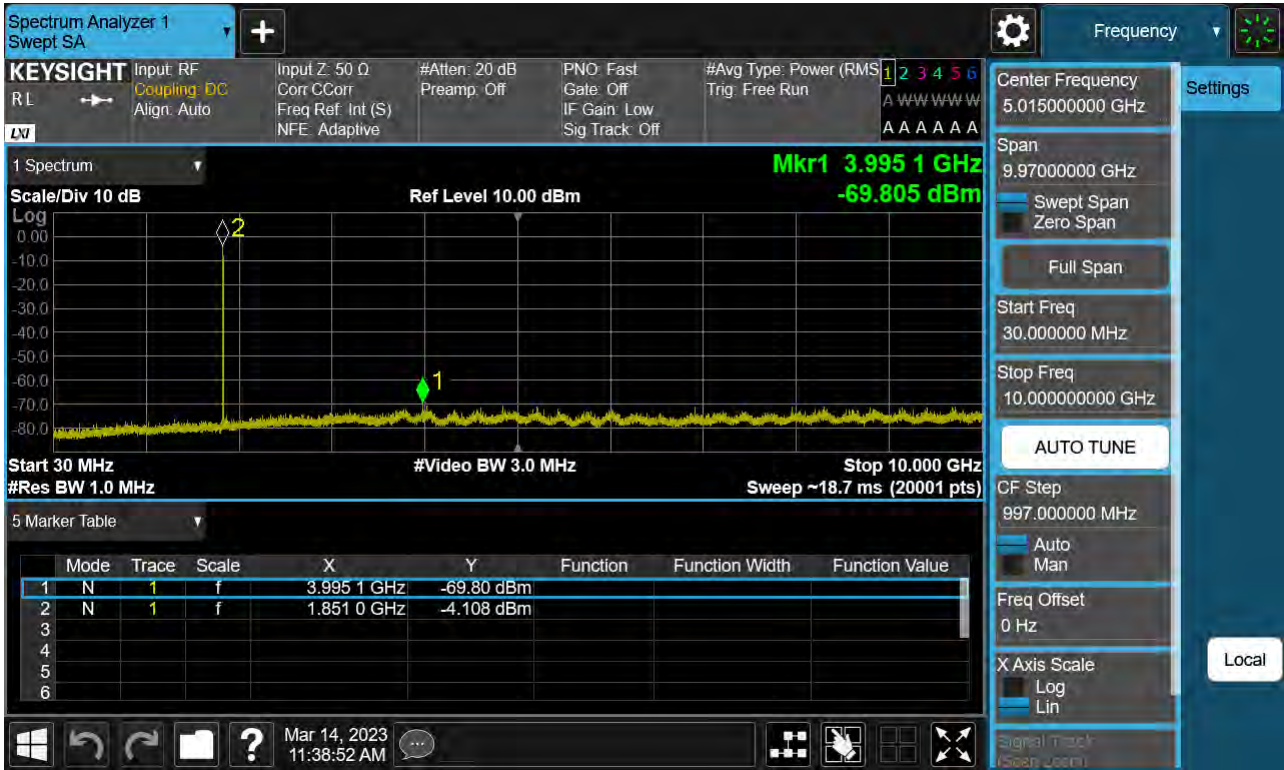 Spectrum Analyzer 1
Swept SA
Frequency
KEYSIGHT
RL
LXI
Input: RF
Coupling: DC
Align: Auto
Input Z: 50 Ω
Corr CCorr
Freq Ref: Int (S)
NFE: Adaptive
#Atten: 20 dB
Preamp: Off
PNO: Fast
Gate: Off
IF Gain: Low
Sig Track: Off
#Avg Type: Power (RMS
Trig: Free Run
1 2 3 4 5 6
A W W W W W
A A A A A A
1 Spectrum
Mkr1 3.995 1 GHz
Scale/Div 10 dB
Ref Level 10.00 dBm
-69.805 dBm
Log
0.00
-10.0
-20.0
-30.0
-40.0
-50.0
-60.0
-70.0
-80.0
2
1
Start 30 MHz
#Video BW 3.0 MHz
Stop 10.000 GHz
#Res BW 1.0 MHz
Sweep ~18.7 ms (20001 pts)
5 Marker Table
Mode Trace Scale X Y Function Function Width Function Value
1 N 1 f 3.995 1 GHz -69.80 dBm
2 N 1 f 1.851 0 GHz -4.108 dBm
3
4
5
6
Mar 14, 2023
11:38:52 AM
Center Frequency
5.015000000 GHz
Span
9.97000000 GHz
Swept Span
Zero Span
Full Span
Start Freq
30.000000 MHz
Stop Freq
10.000000000 GHz
AUTO TUNE
CF Step
997.000000 MHz
Auto
Man
Freq Offset
0 Hz
X Axis Scale
Log
Lin
Signal Track
(Span Zoom)
Settings
Local